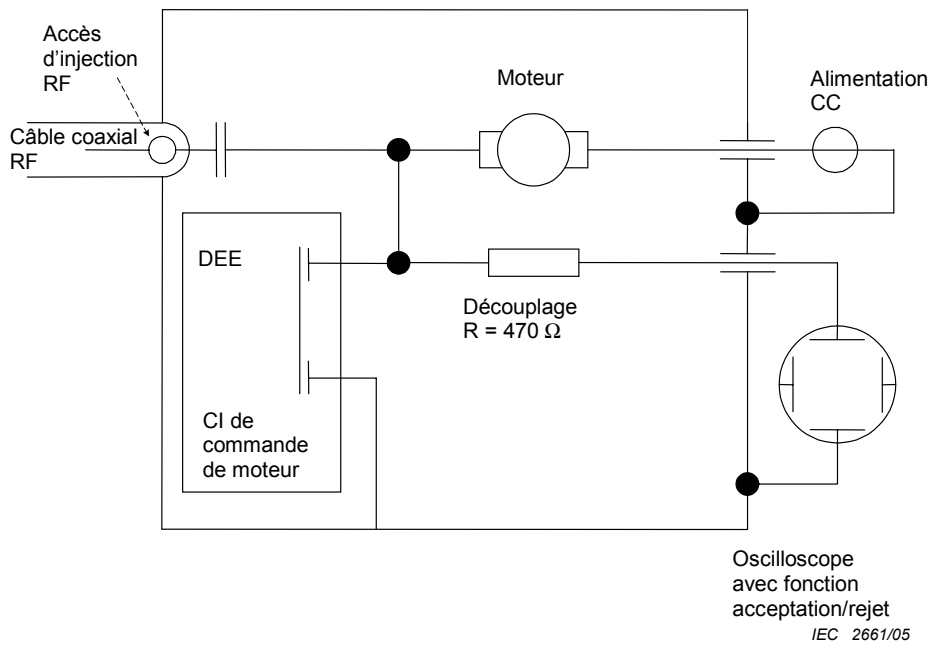 Accès
d'injection
RF
Câble coaxial
RF
Moteur
Alimentation
CC
DEE
Découplage
R = 470 Ω
CI de
commande
de moteur
Oscilloscope
avec fonction
acceptation/rejet
IEC 2661/05